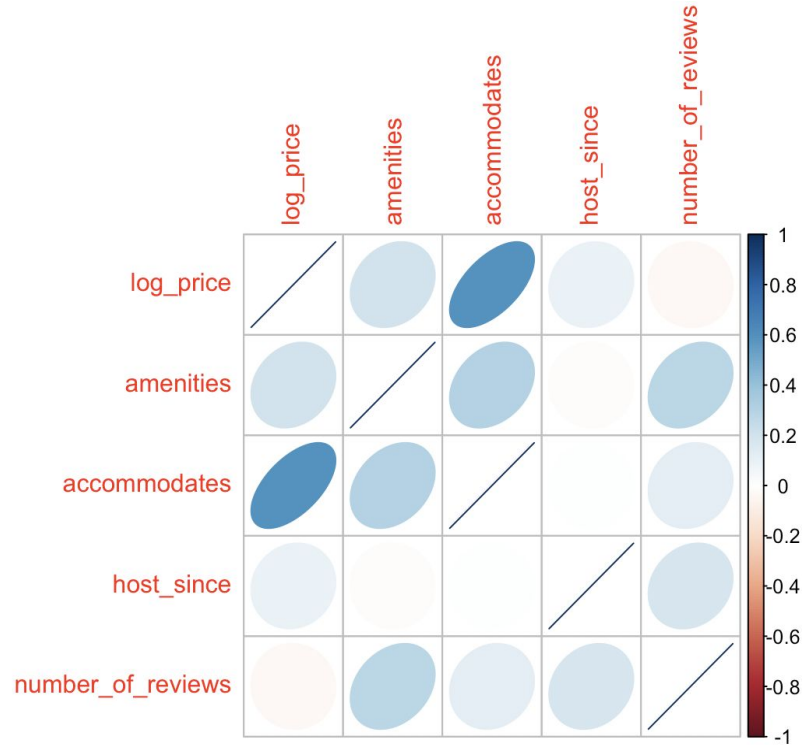 log_price
amenities
accommodates
host_since
number_of_reviews
log_price
amenities
accommodates
host_since
number_of_reviews
1
0.8
0.6
0.4
0.2
0
-0.2
-0.4
-0.6
-0.8
-1